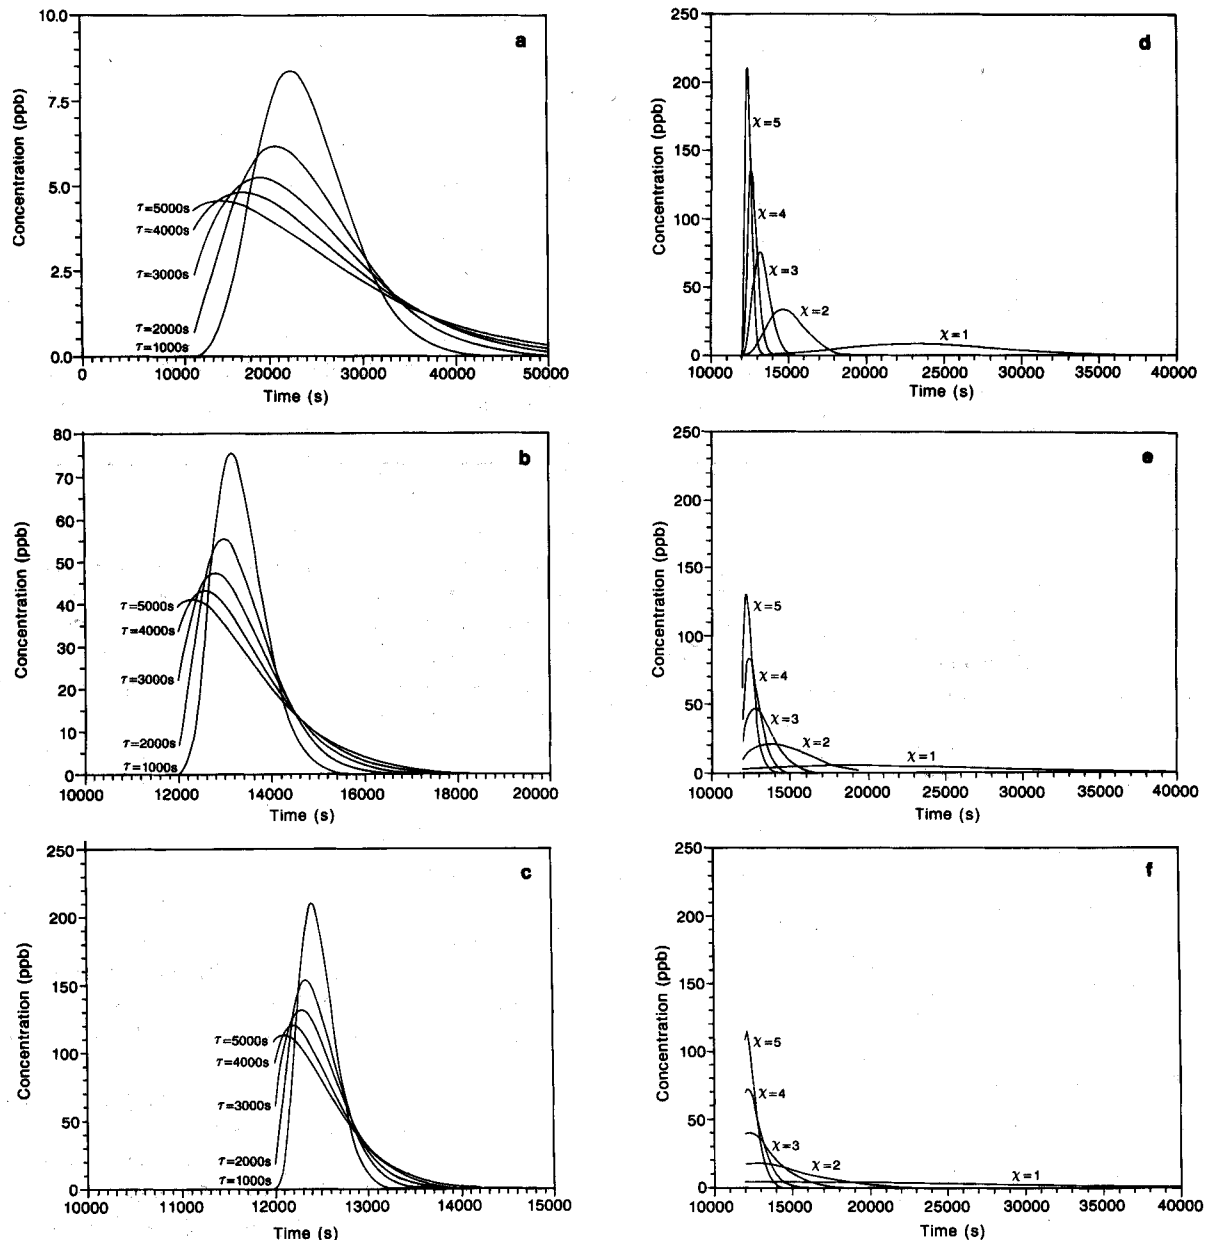 a
10.0
7.5
5.0
2.5
0.0
Concentration (ppb)
τ=5000s
τ=4000s
τ=3000s
τ=2000s
τ=1000s
0 10000 20000 30000 40000 50000
Time (s)
b
80
70
60
50
40
30
20
10
0
Concentration (ppb)
τ=5000s
τ=4000s
τ=3000s
τ=2000s
τ=1000s
10000 12000 14000 16000 18000 20000
Time (s)
c
250
200
150
100
50
0
Concentration (ppb)
τ=5000s
τ=4000s
τ=3000s
τ=2000s
τ=1000s
10000 11000 12000 13000 14000 15000
Time (s)
d
250
200
150
100
50
0
Concentration (ppb)
χ=5
χ=4
χ=3
χ=2
χ=1
10000 15000 20000 25000 30000 35000 40000
Time (s)
e
250
200
150
100
50
0
Concentration (ppb)
χ=5
χ=4
χ=3
χ=2
χ=1
10000 15000 20000 25000 30000 35000 40000
Time (s)
f
250
200
150
100
50
0
Concentration (ppb)
χ=5
χ=4
χ=3
χ=2
χ=1
10000 15000 20000 25000 30000 35000 40000
Time (s)